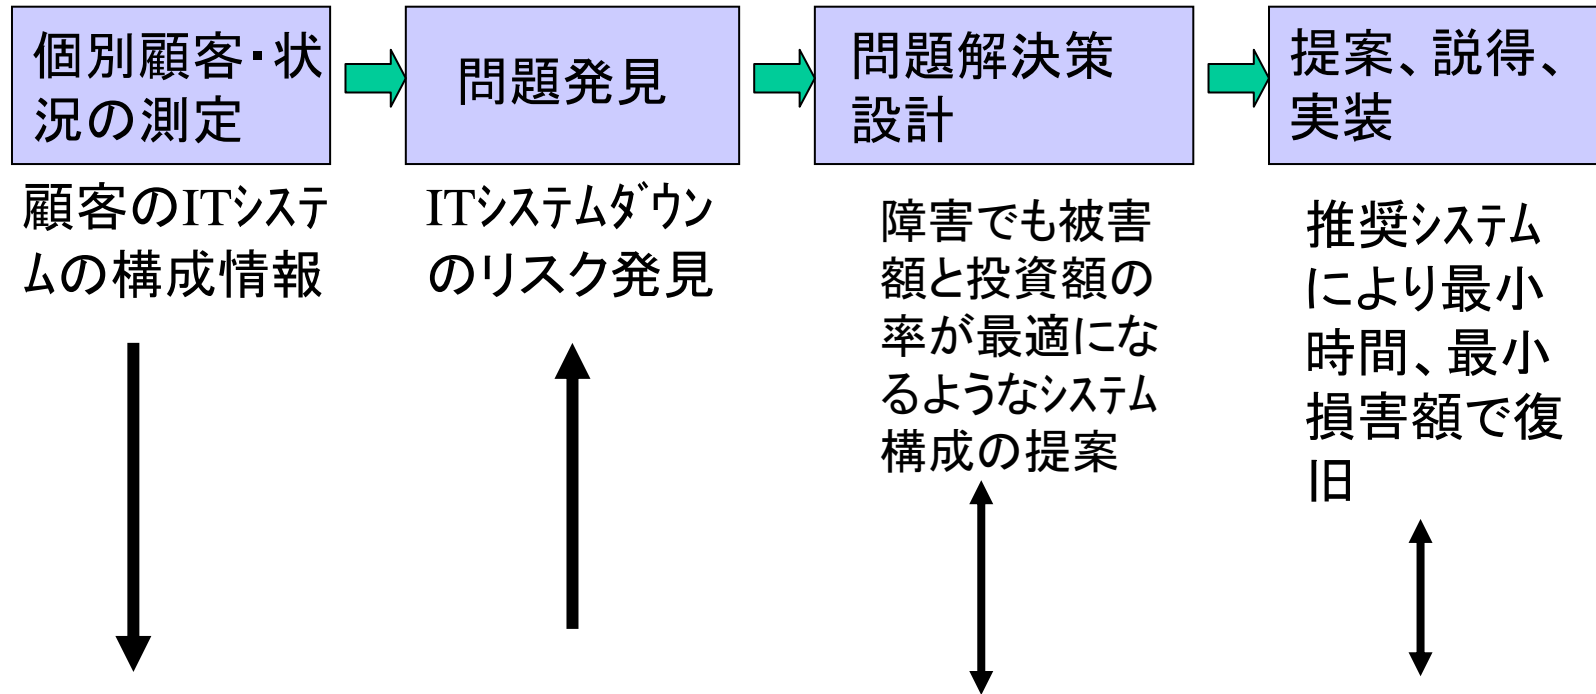 個別顧客・状
況の測定
問題発見
問題解決策
設計
提案、説得、
実装
顧客のITｼｽﾃ
ﾑの構成情報
ITｼｽﾃﾑﾀﾞｳﾝ
のリスク発見
障害でも被害
額と投資額の
率が最適にな
るようなｼｽﾃﾑ
構成の提案
推奨ｼｽﾃﾑ
により最小
時間、最小
損害額で復
旧